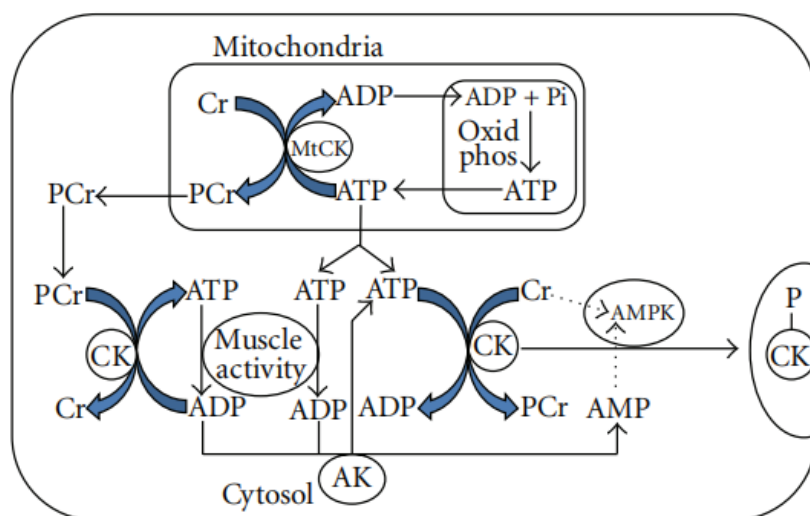 Mitochondria
Cr
ADP
ADP + Pi
MtCK
Oxid
phos
PCr
PCr
ATP
ATP
PCr
ATP
ATP
ATP
Cr
AMPK
P
CK
Muscle
activity
CK
CK
Cr
ADP
ADP
ADP
PCr
AMP
AK
Cytosol